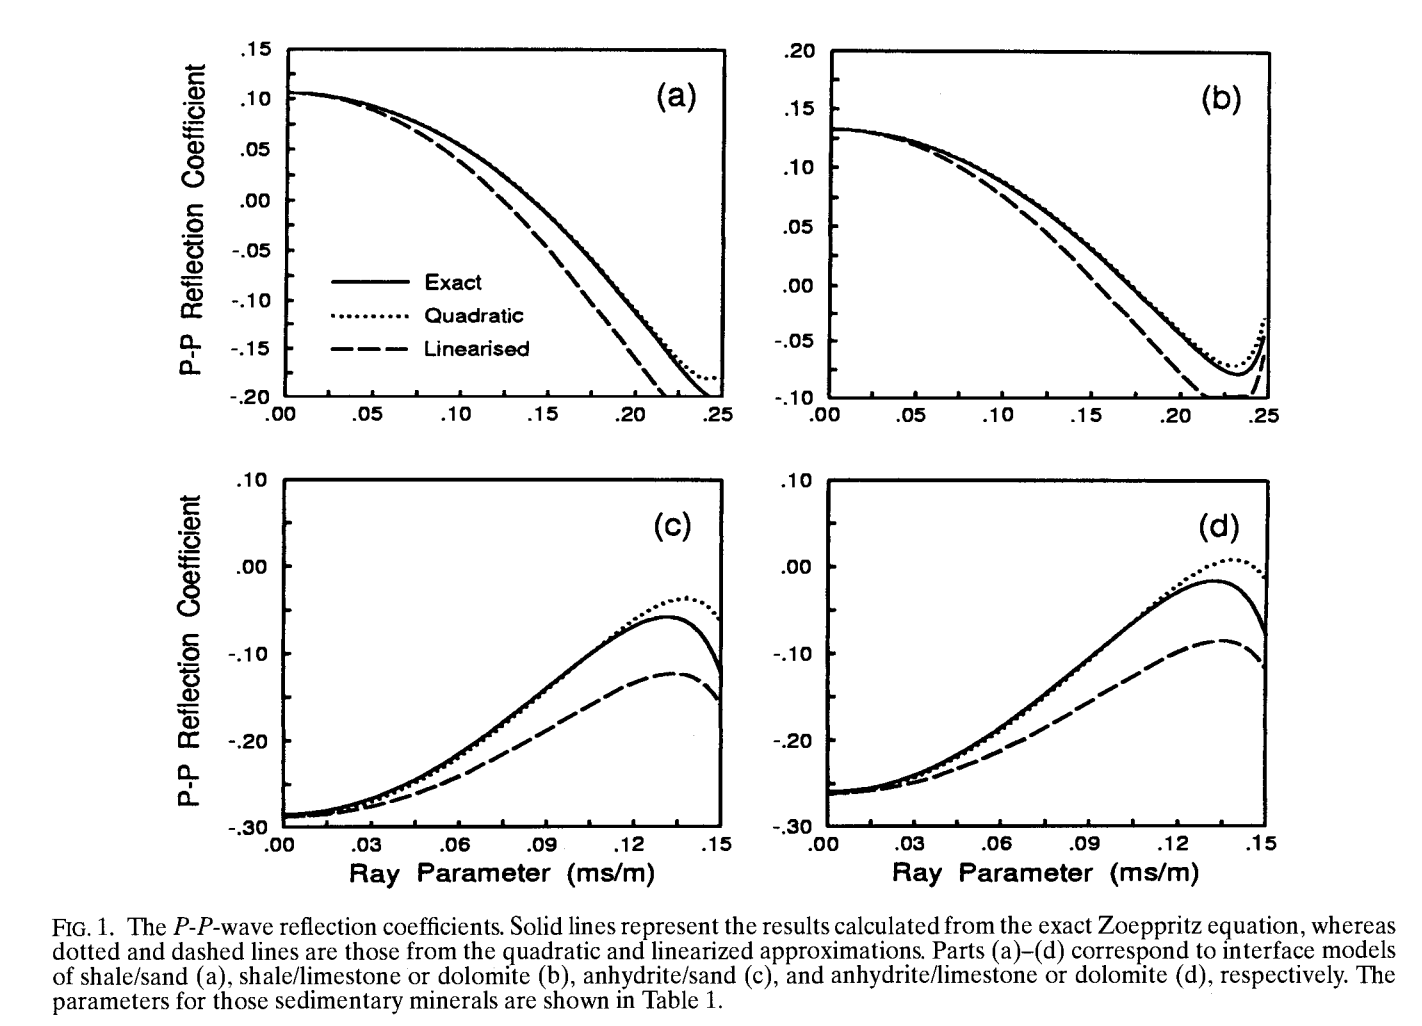 P-P Reflection Coefficient
.15
.10
.05
.00
-.05
-.10
-.15
-.20
(a)
Exact
Quadratic
Linearised
.00 .05 .10 .15 .20 .25
.20
.15
.10
.05
.00
-.05
-.10
(b)
.00 .05 .10 .15 .20 .25
P-P Reflection Coefficient
.10
.00
-.10
-.20
-.30
(c)
.00 .03 .06 .09 .12 .15
Ray Parameter (ms/m)
.10
.00
-.10
-.20
-.30
(d)
.00 .03 .06 .09 .12 .15
Ray Parameter (ms/m)
FIG. 1. The P-P-wave reflection coefficients. Solid lines represent the results calculated from the exact Zoeppritz equation, whereas
dotted and dashed lines are those from the quadratic and linearized approximations. Parts (a)–(d) correspond to interface models
of shale/sand (a), shale/limestone or dolomite (b), anhydrite/sand (c), and anhydrite/limestone or dolomite (d), respectively. The
parameters for those sedimentary minerals are shown in Table 1.